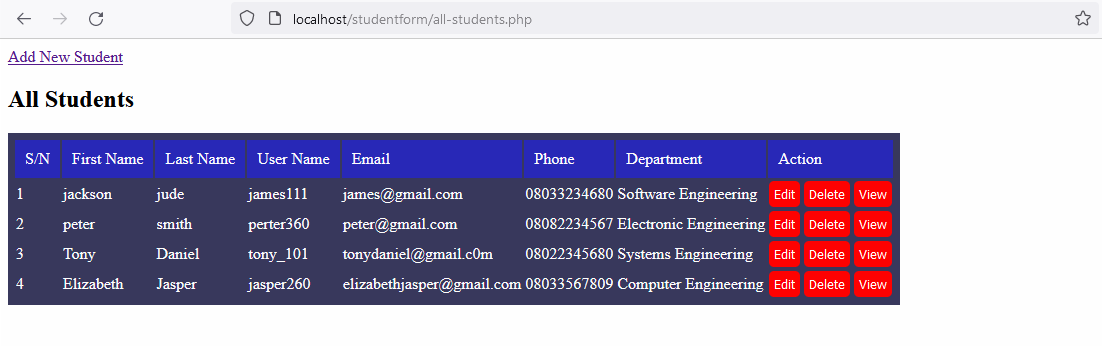 localhost/studentform/all-students.php
Add New Student
All Students
S/N First Name Last Name User Name Email Phone Department Action
1 jackson jude james111 james@gmail.com 08033234680 Software Engineering Edit Delete View
2 peter smith perter360 peter@gmail.com 08082234567 Electronic Engineering Edit Delete View
3 Tony Daniel tony_101 tonydaniel@gmail.c0m 08022345680 Systems Engineering Edit Delete View
4 Elizabeth Jasper jasper260 elizabethjasper@gmail.com 08033567809 Computer Engineering Edit Delete View